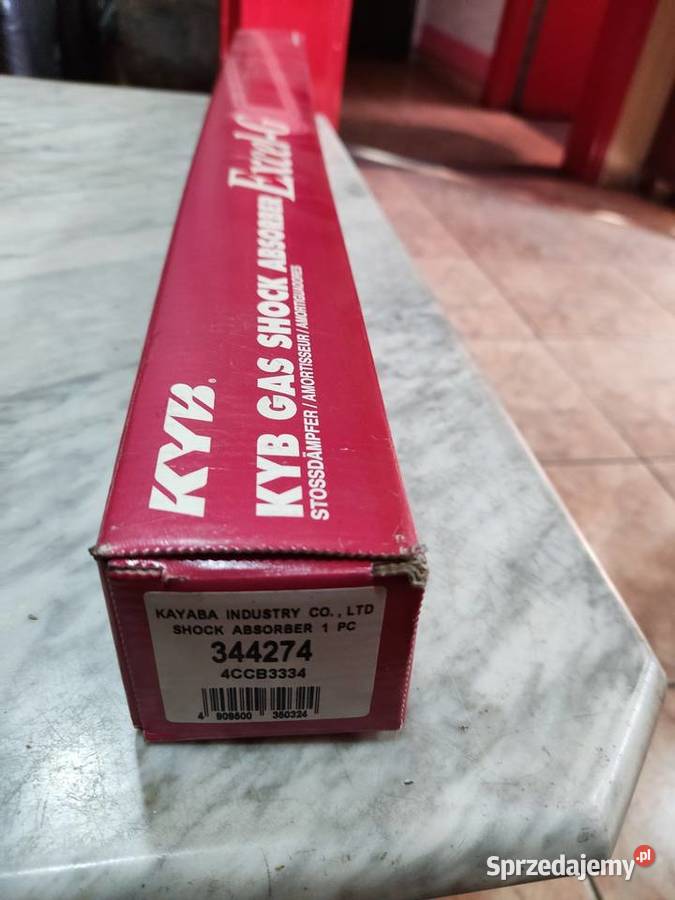 KYB®
KYB GAS SHOCK ABSORBER Excel-G
STOSSDÄMPFER / AMORTISSEUR / AMORTIGUADORES
KAYABA INDUSTRY CO., LTD
SHOCK ABSORBER 1 PC
344274
4CCB3334
4 909500 350324
Sprzedajemy.pl